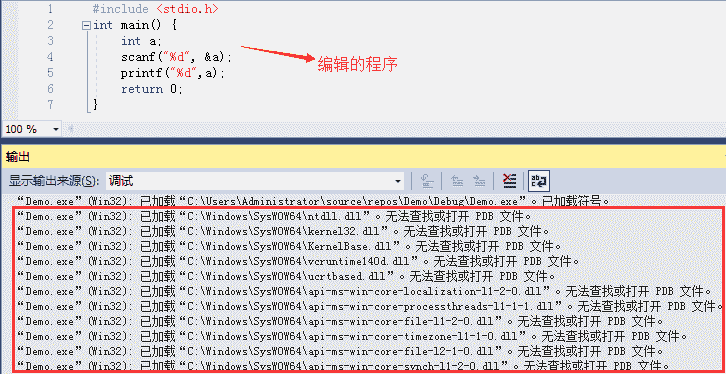 1 #include <stdio.h>
2 int main() {
3 int a;
4 scanf("%d", &a);
编辑的程序
5 printf("%d",a);
6 return 0;
7 }
100 %
输出
显示输出来源(S): 调试
“Demo.exe”(Win32): 已加载“C:\Users\Administrator\source\repos\Demo\Debug\Demo.exe”。已加载符号。
“Demo.exe”(Win32): 已加载“C:\Windows\SysWOW64\ntdll.dll”。无法查找或打开 PDB 文件。
“Demo.exe”(Win32): 已加载“C:\Windows\SysWOW64\kernel32.dll”。无法查找或打开 PDB 文件。
“Demo.exe”(Win32): 已加载“C:\Windows\SysWOW64\KernelBase.dll”。无法查找或打开 PDB 文件。
“Demo.exe”(Win32): 已加载“C:\Windows\SysWOW64\vcruntime140d.dll”。无法查找或打开 PDB 文件。
“Demo.exe”(Win32): 已加载“C:\Windows\SysWOW64\ucrtbased.dll”。无法查找或打开 PDB 文件。
“Demo.exe”(Win32): 已加载“C:\Windows\SysWOW64\api-ms-win-core-localization-l1-2-0.dll”。无法查找或打开 PDB 文件。
“Demo.exe”(Win32): 已加载“C:\Windows\SysWOW64\api-ms-win-core-processthreads-l1-1-1.dll”。无法查找或打开 PDB 文件。
“Demo.exe”(Win32): 已加载“C:\Windows\SysWOW64\api-ms-win-core-file-l1-2-0.dll”。无法查找或打开 PDB 文件。
“Demo.exe”(Win32): 已加载“C:\Windows\SysWOW64\api-ms-win-core-timezone-l1-1-0.dll”。无法查找或打开 PDB 文件。
“Demo.exe”(Win32): 已加载“C:\Windows\SysWOW64\api-ms-win-core-file-l2-1-0.dll”。无法查找或打开 PDB 文件。
“Demo.exe”(Win32): 已加载“C:\Windows\SysWOW64\api-ms-win-core-synch-l1-2-0.dll”。无法查找或打开 PDB 文件。